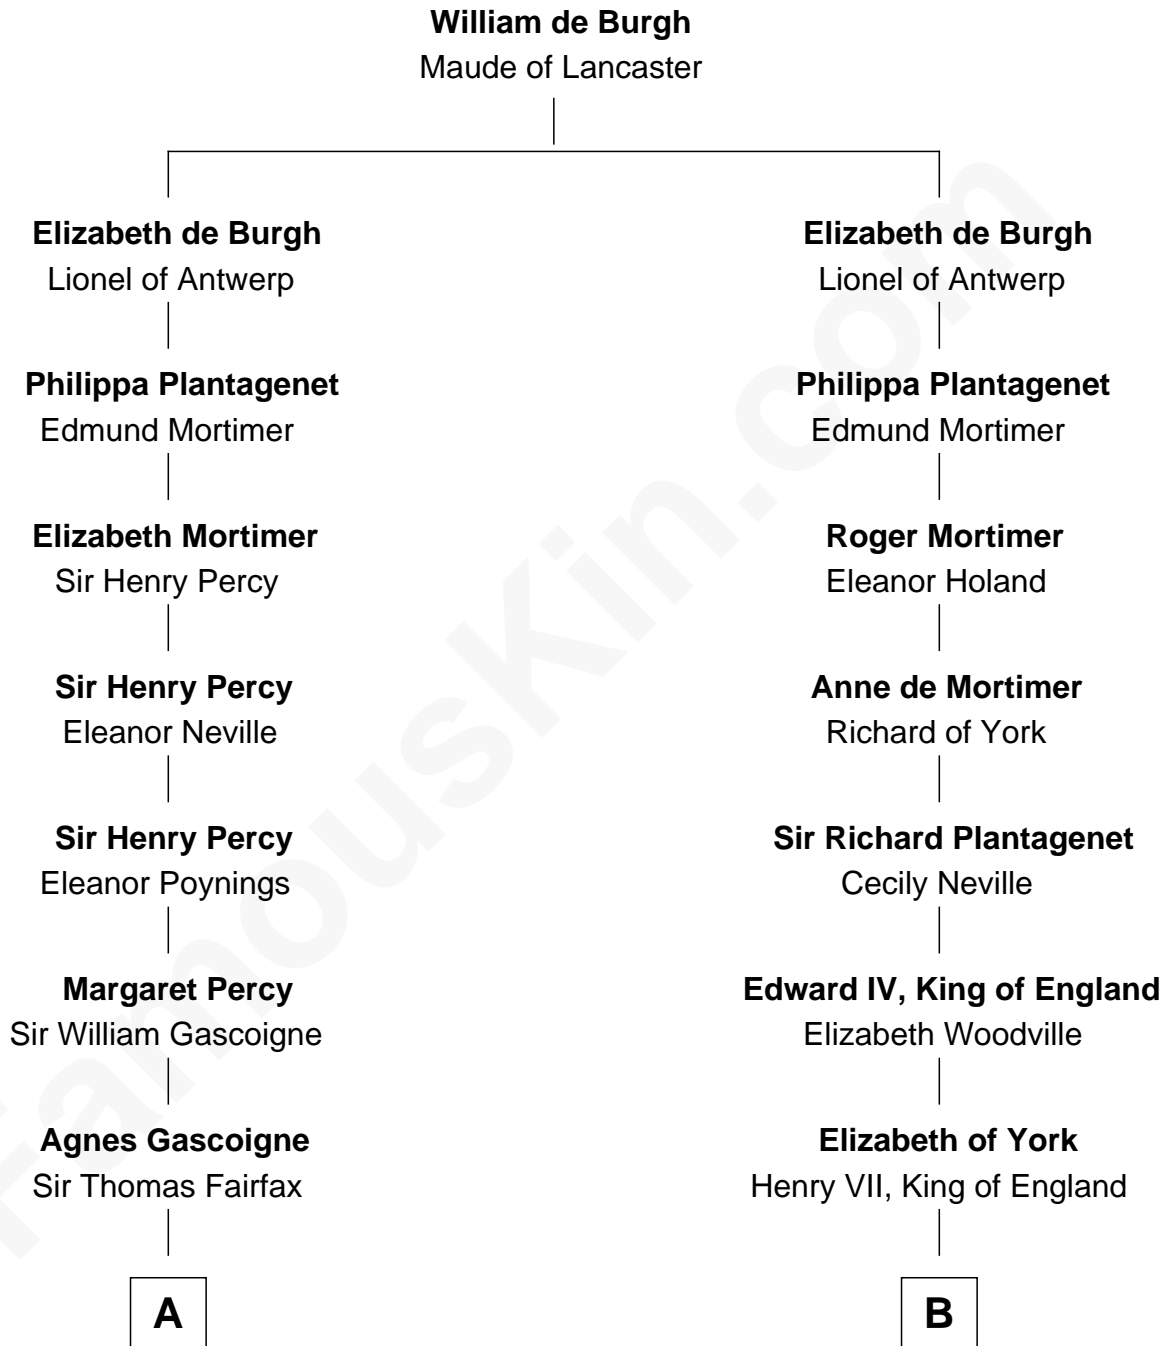 William de Burgh
Maude of Lancaster
Elizabeth de Burgh
Lionel of Antwerp
Philippa Plantagenet
Edmund Mortimer
Elizabeth Mortimer
Sir Henry Percy
Sir Henry Percy
Eleanor Neville
Sir Henry Percy
Eleanor Poynings
Margaret Percy
Sir William Gascoigne
Agnes Gascoigne
Sir Thomas Fairfax
A
Elizabeth de Burgh
Lionel of Antwerp
Philippa Plantagenet
Edmund Mortimer
Roger Mortimer
Eleanor Holand
Anne de Mortimer
Richard of York
Sir Richard Plantagenet
Cecily Neville
Edward IV, King of England
Elizabeth Woodville
Elizabeth of York
Henry VII, King of England
B
FamousKin.com